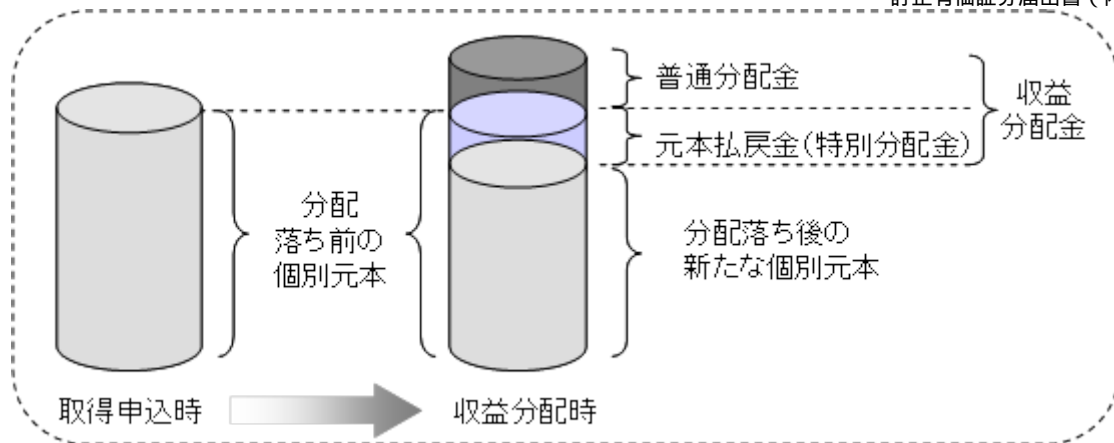 普通分配金
元本払戻金(特別分配金)
収益
分配金
分配
落ち前の
個別元本
分配落ち後の
新たな個別元本
取得申込時
収益分配時